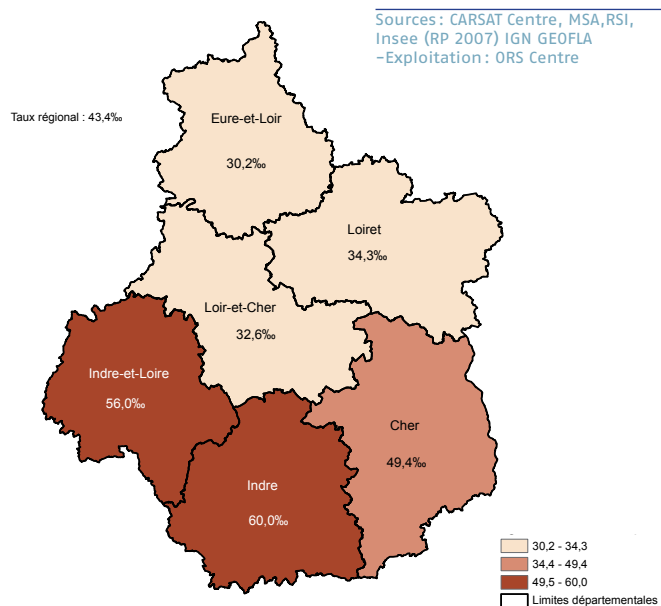 Sources : CARSAT Centre, MSA,RSI,
Insee (RP 2007) IGN GEOFLA
-Exploitation : ORS Centre
Taux régional : 43,4‰
Eure-et-Loir
30,2‰
Loiret
34,3‰
Loir-et-Cher
32,6‰
Indre-et-Loire
56,0‰
Cher
49,4‰
Indre
60,0‰
30,2 - 34,3
34,4 - 49,4
49,5 - 60,0
Limites départementales